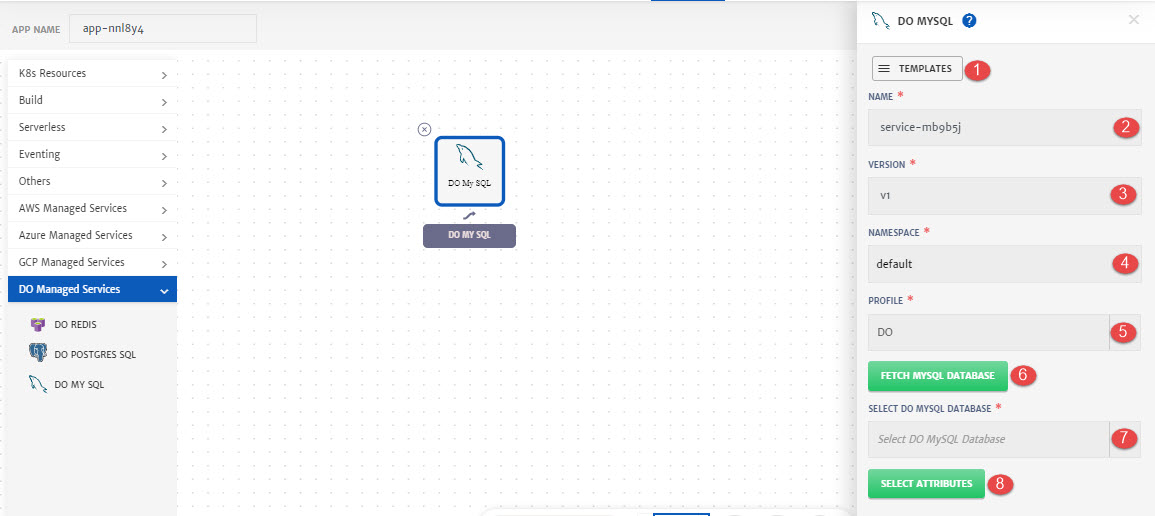 APP NAME
app-nnl8y4
K8s Resources
Build
Serverless
Eventing
Others
AWS Managed Services
Azure Managed Services
GCP Managed Services
DO Managed Services
DO REDIS
DO POSTGRES SQL
DO MY SQL
DO My SQL
DO MY SQL
DO MYSQL ?
TEMPLATES 1
NAME *
service-mb9b5j 2
VERSION *
v1 3
NAMESPACE *
default 4
PROFILE *
DO 5
FETCH MYSQL DATABASE 6
SELECT DO MYSQL DATABASE *
Select DO MySQL Database 7
SELECT ATTRIBUTES 8